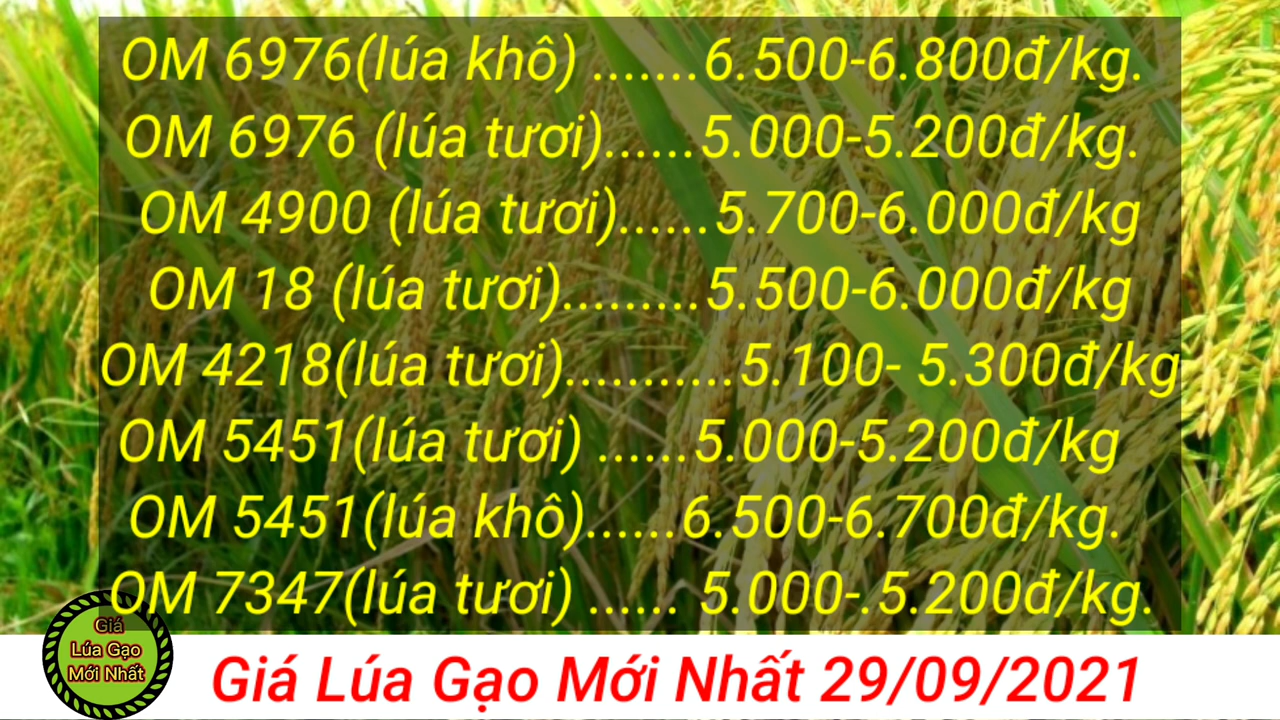 OM 6976(lúa khô) .......6.500-6.800đ/kg.
OM 6976 (lúa tươi)......5.000-5.200đ/kg.
OM 4900 (lúa tươi)......5.700-6.000đ/kg
OM 18 (lúa tươi).........5.500-6.000đ/kg
OM 4218(lúa tươi)...........5.100- 5.300đ/kg
OM 5451(lúa tươi) ......5.000-5.200đ/kg
OM 5451(lúa khô)......6.500-6.700đ/kg.
OM 7347(lúa tươi) ...... 5.000-.5.200đ/kg.
Giá
Lúa Gạo
Mới Nhất
Giá Lúa Gạo Mới Nhất 29/09/2021